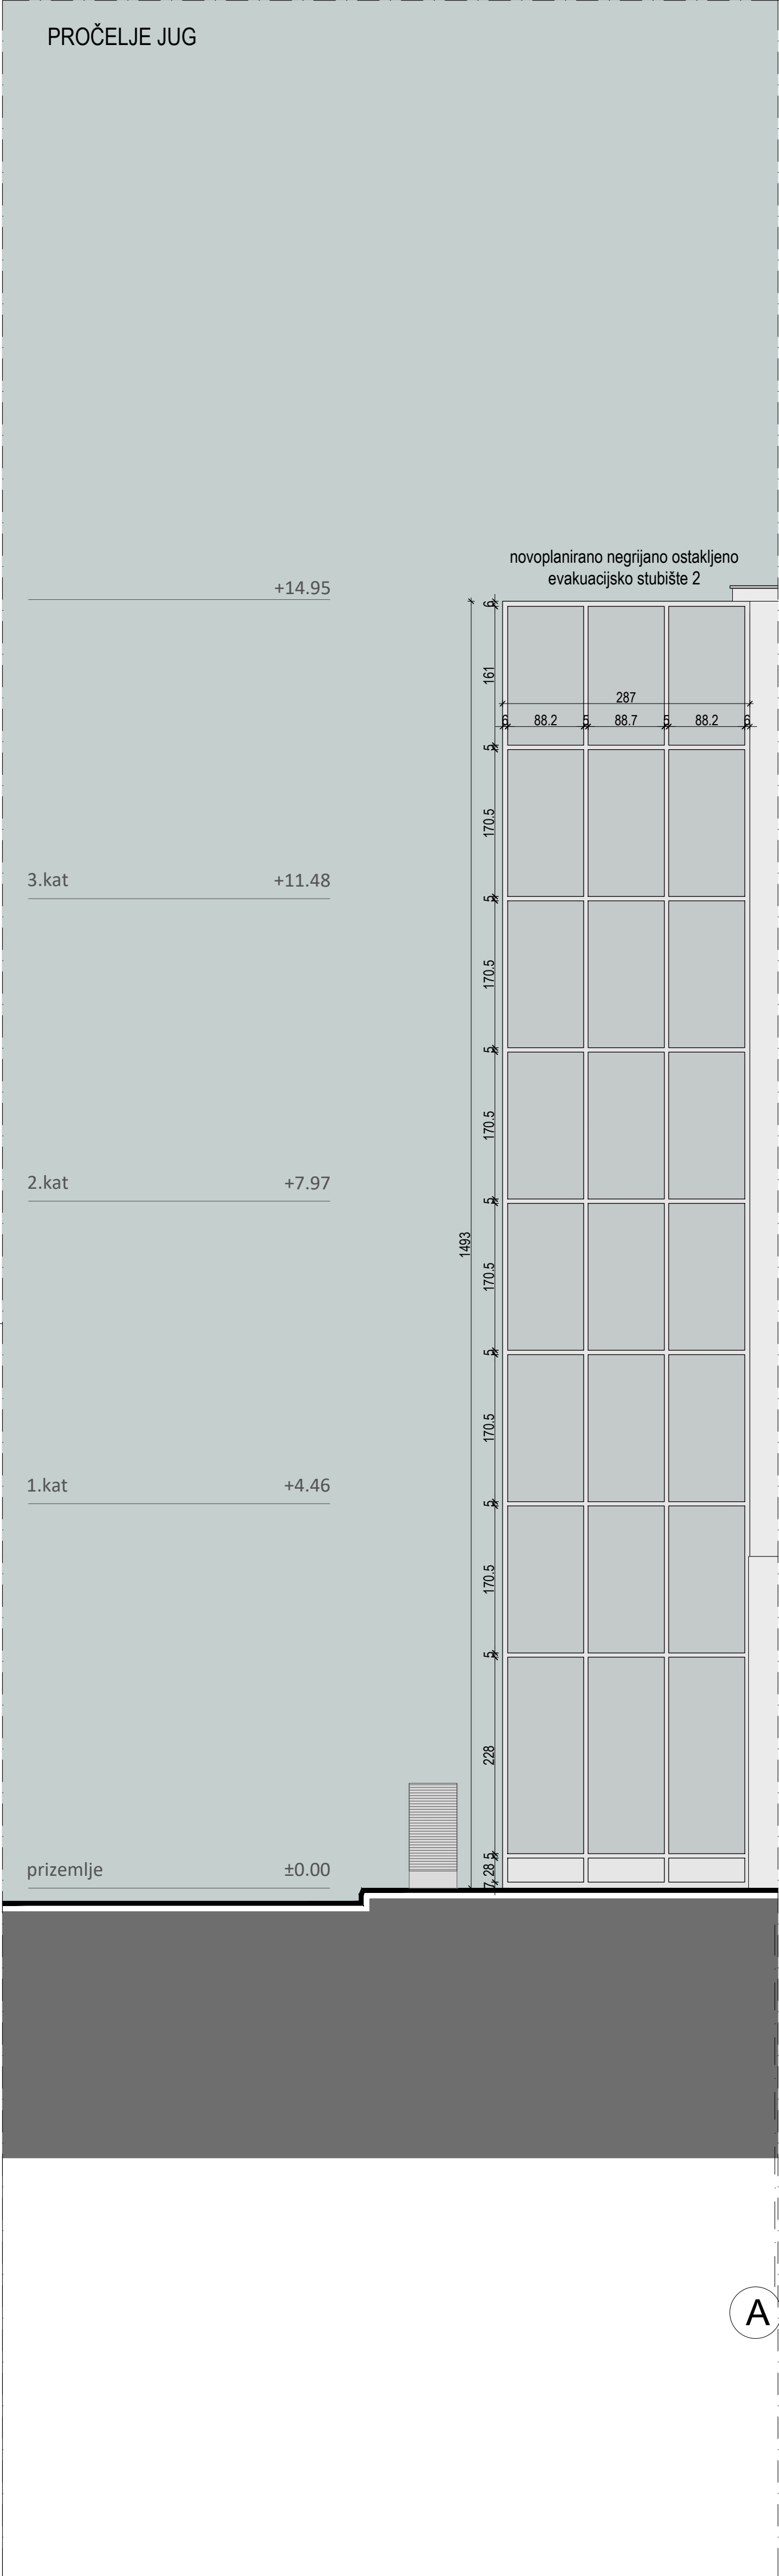 PROČELJE JUG
novoplanirano negrijano ostakljeno
evakuacijsko stubište 2
+14.95
6
161
287
6 88.2 5 88.7 5 88.2 6
5
170.5
3.kat +11.48
5
170.5
5
170.5
2.kat +7.97
5
1493
170.5
5
170.5
1.kat +4.46
5
170.5
5
228
prizemlje ±0.00
5
28
7
A